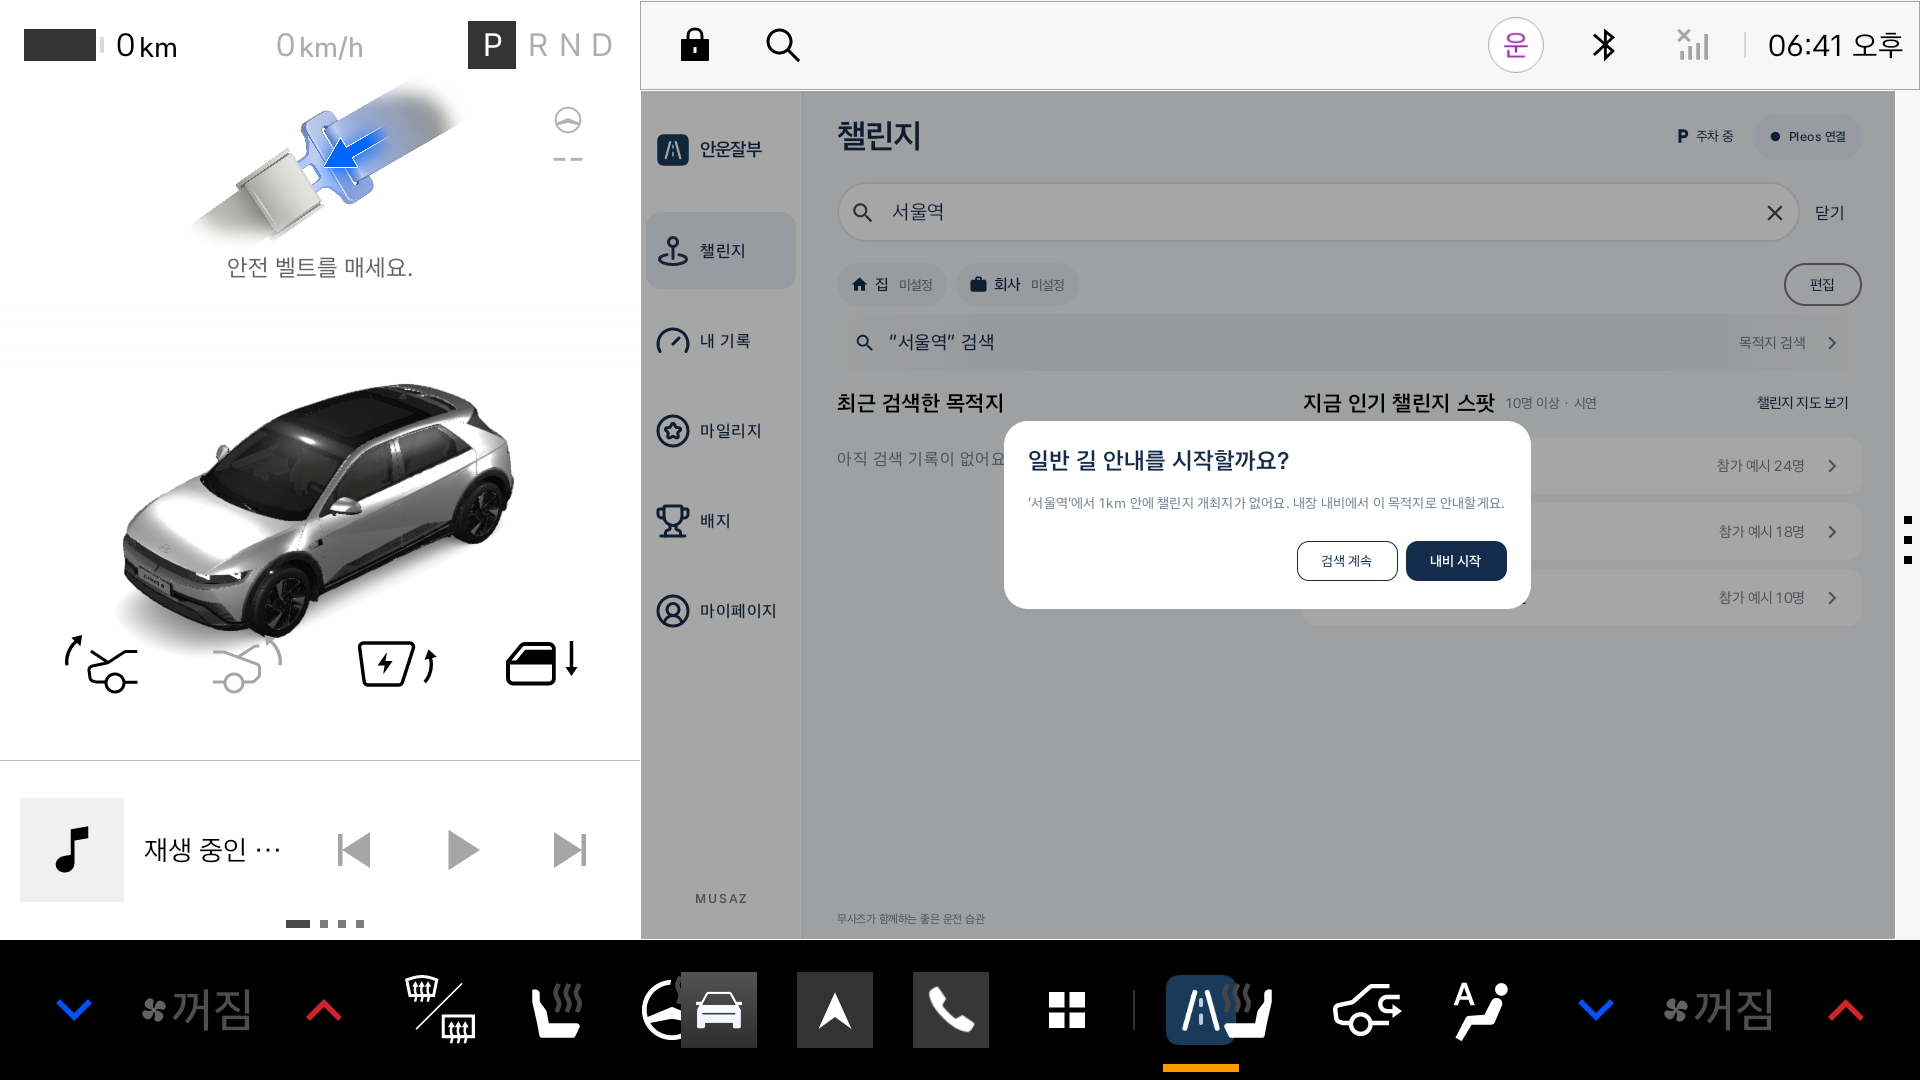 0 km
0 km/h
P R N D
안전 벨트를 매세요.
재생 중인 ···
운
06:41 오후
안운잘부
챌린지
내 기록
마일리지
배지
마이페이지
MUSAZ
챌린지
P 주차 중
Pleos 연결
서울역
닫기
집 미설정
회사 미설정
편집
"서울역" 검색
목적지 검색
최근 검색한 목적지
아직 검색 기록이 없어요
지금 인기 챌린지 스팟
10명 이상 · 시연
챌린지 지도 보기
참가 예시 24명
참가 예시 18명
참가 예시 10명
일반 길 안내를 시작할까요?
'서울역'에서 1km 안에 챌린지 개최지가 없어요. 내장 내비에서 이 목적지로 안내할게요.
검색 계속
내비 시작
무사즈가 함께하는 좋은 운전 습관
꺼짐
A
꺼짐